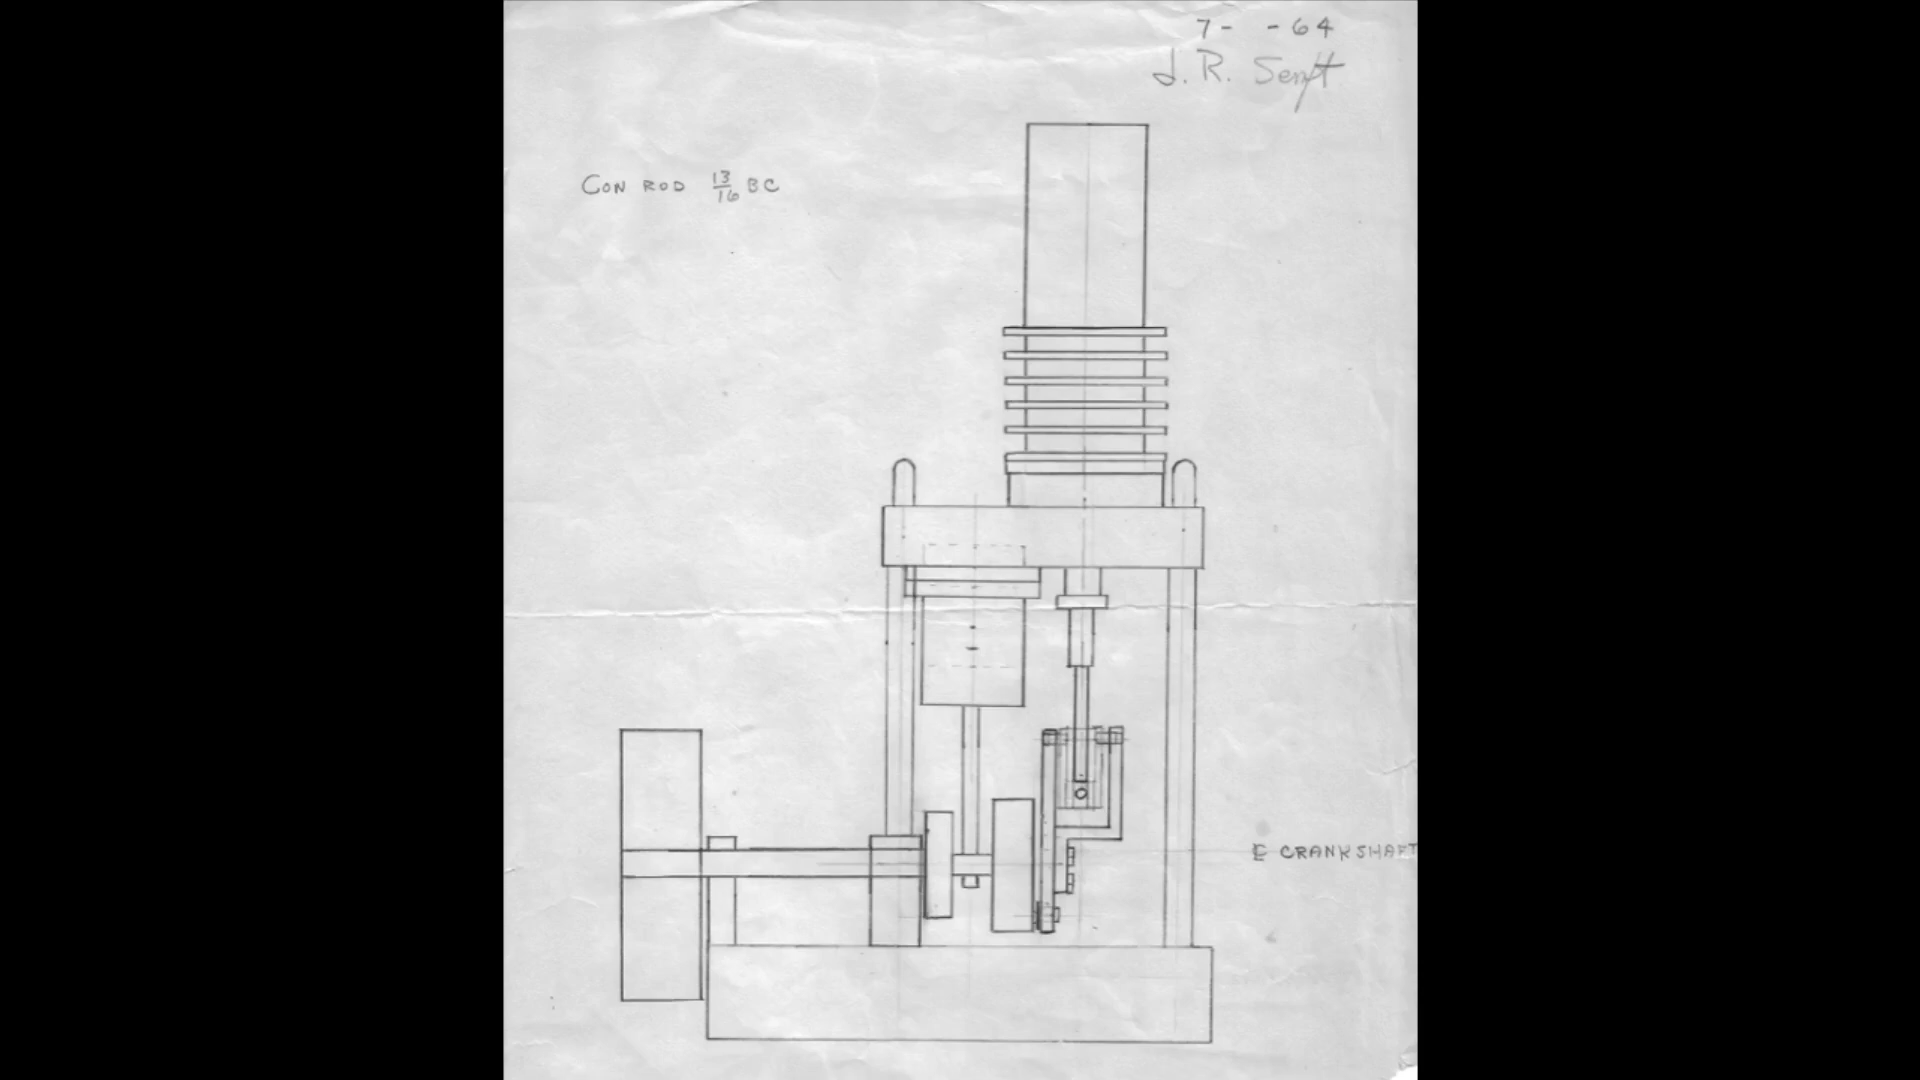 7- -64
J.R. Senft
CON ROD 13/16 BC
℄ CRANKSHAFT